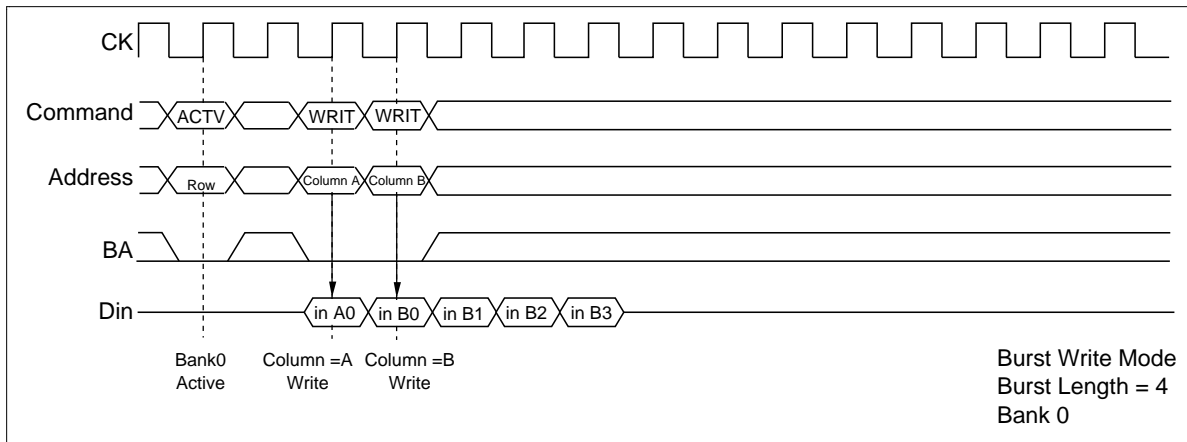 CK
Command
ACTV
WRIT
WRIT
Address
Row
Column A
Column B
BA
Din
in A0
in B0
in B1
in B2
in B3
Bank0
Active
Column =A
Write
Column =B
Write
Burst Write Mode
Burst Length = 4
Bank 0